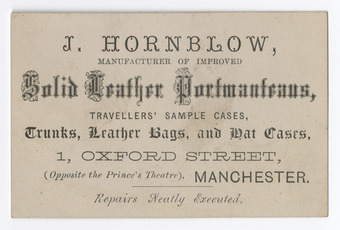 J. HORNBLOW,
MANUFACTURER OF IMPROVED
Solid Leather Portmanteaus,
TRAVELLERS' SAMPLE CASES,
Trunks, Leather Bags, and Hat Cases,
1, OXFORD STREET,
(Opposite the Prince's Theatre), MANCHESTER.
Repairs Neatly Executed.